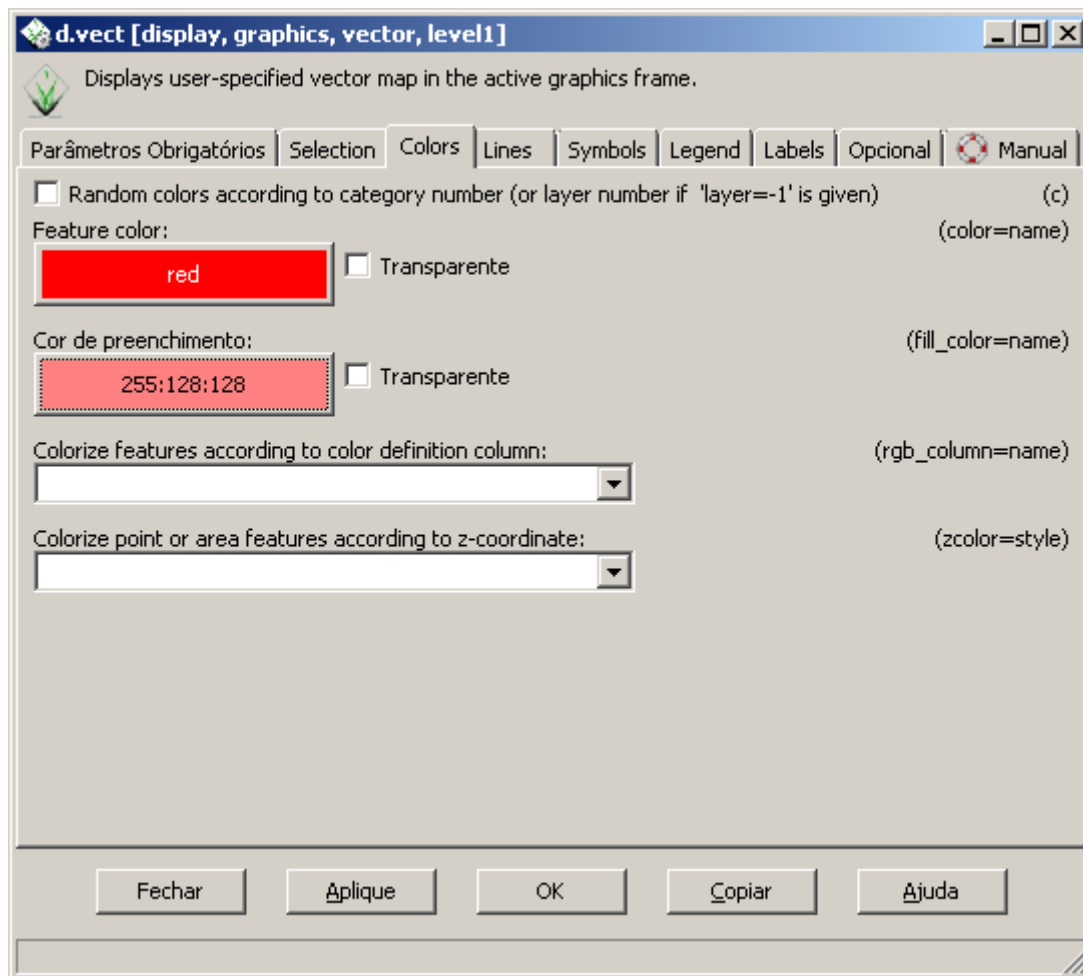 d.vect [display, graphics, vector, level1]
Displays user-specified vector map in the active graphics frame.
Parâmetros Obrigatórios Selection Colors Lines Symbols Legend Labels Opcional Manual
Random colors according to category number (or layer number if 'layer=-1' is given) (c)
Feature color: (color=name)
red Transparente
Cor de preenchimento: (fill_color=name)
255:128:128 Transparente
Colorize features according to color definition column: (rgb_column=name)
Colorize point or area features according to z-coordinate: (zcolor=style)
Fechar Aplique OK Copiar Ajuda